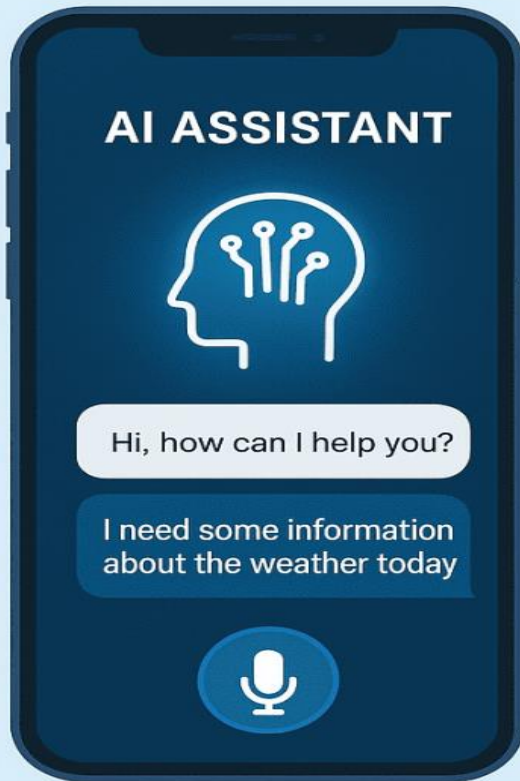 AI ASSISTANT
Hi, how can I help you?
I need some information
about the weather today